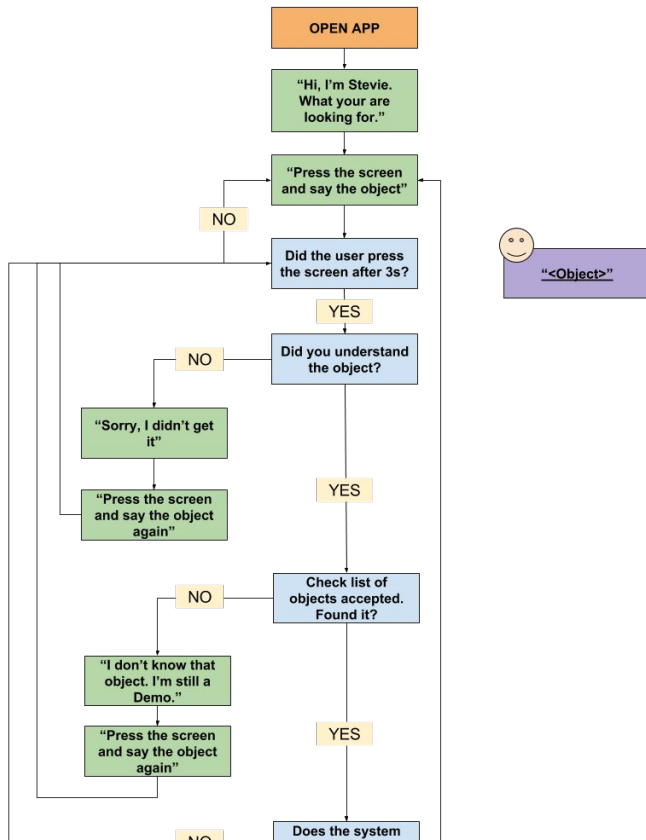 OPEN APP
“Hi, I’m Stevie.
What your are
looking for.”
“Press the screen
and say the object”
NO
Did the user press
the screen after 3s?
“<Object>”
YES
Did you understand
the object?
NO
“Sorry, I didn’t get
it”
“Press the screen
and say the object
again”
YES
Check list of
objects accepted.
Found it?
NO
“I don’t know that
object. I’m still a
Demo.”
“Press the screen
and say the object
again”
YES
Does the system
NO